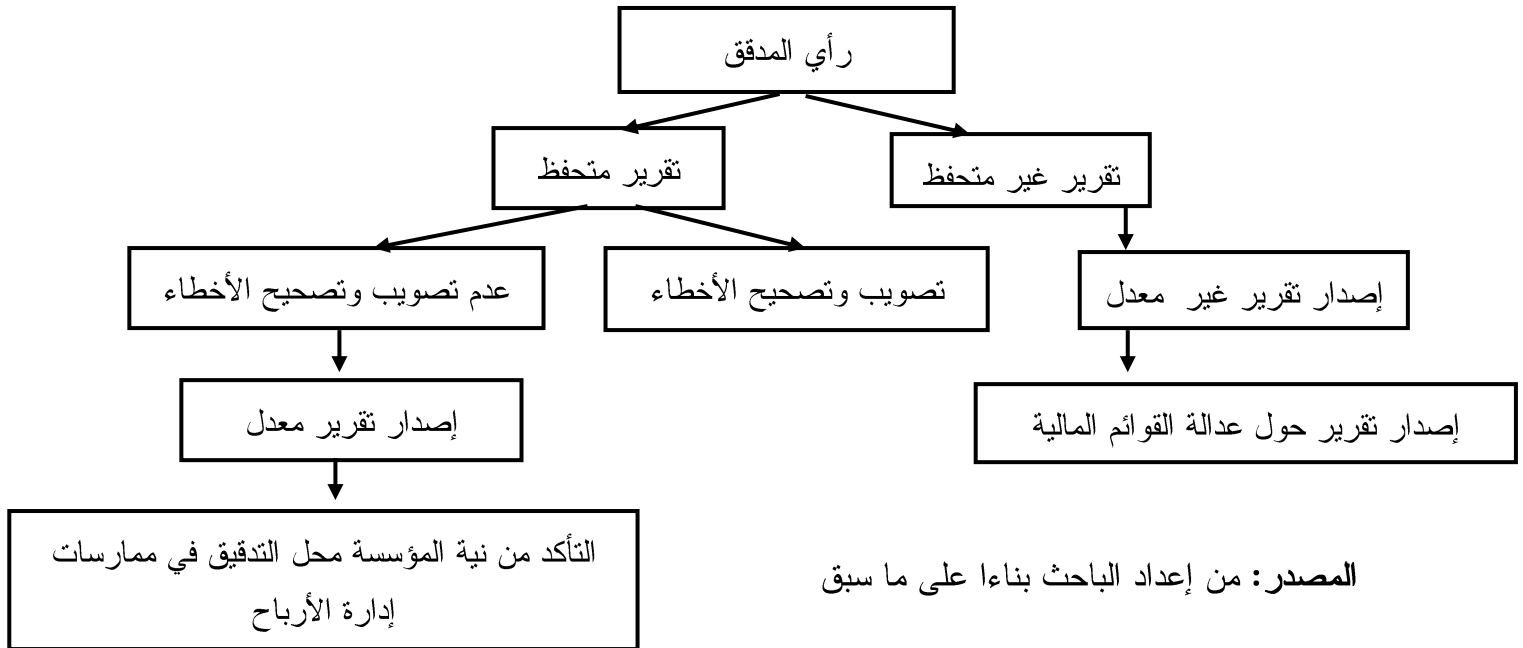 رأي المدقق
تقرير غير متحفظ
تقرير متحفظ
إصدار تقرير غير معدل
تصويب وتصحيح الأخطاء
عدم تصويب وتصحيح الأخطاء
إصدار تقرير حول عدالة القوائم المالية
إصدار تقرير معدل
التأكد من نية المؤسسة محل التدقيق في ممارسات
إدارة الأرباح
المصدر: من إعداد الباحث بناءا على ما سبق